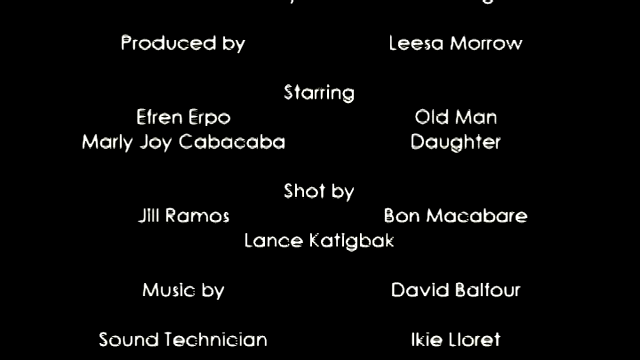 Produced by Leesa Morrow
Starring
Efren Erpo Old Man
Marly Joy Cabacaba Daughter
Shot by
Jill Ramos Bon Macabare
Lance Katigbak
Music by David Balfour
Sound Technician Ikie Lloret